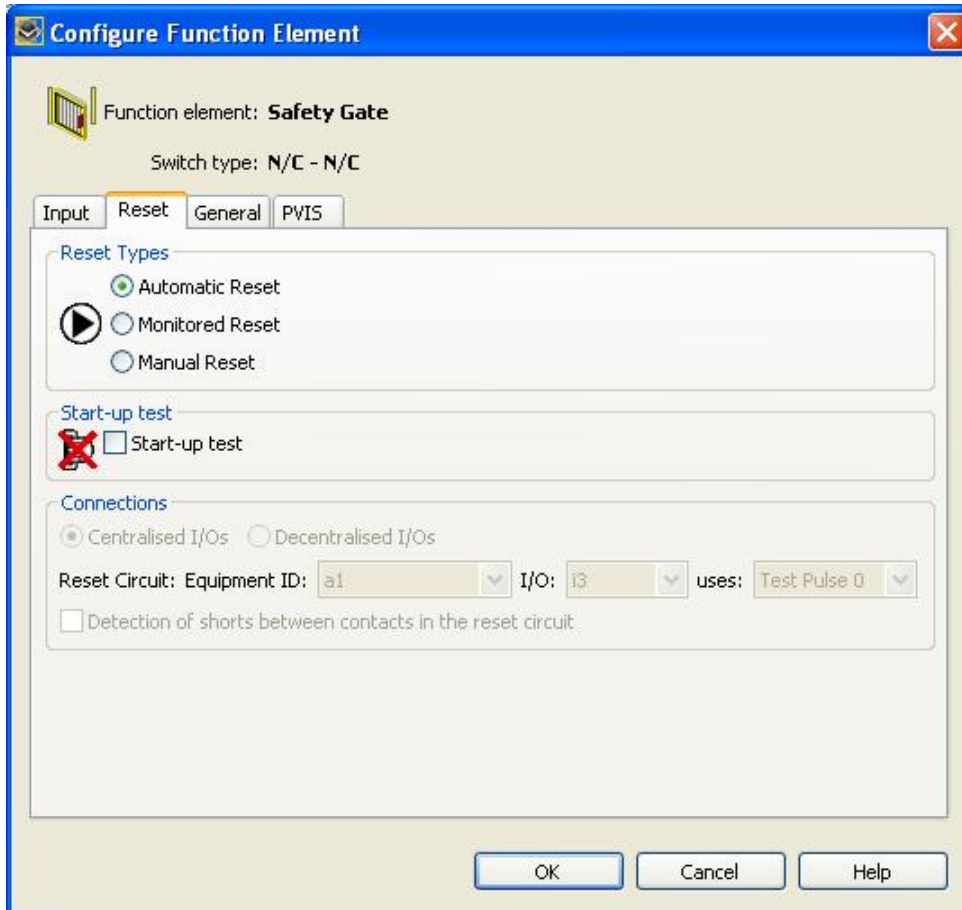 Configure Function Element
Function element: Safety Gate
Switch type: N/C - N/C
Input Reset General PVIS
Reset Types
Automatic Reset
Monitored Reset
Manual Reset
Start-up test
Start-up test
Connections
Centralised I/Os Decentralised I/Os
Reset Circuit: Equipment ID: a1 I/O: i3 uses: Test Pulse 0
Detection of shorts between contacts in the reset circuit
OK Cancel Help